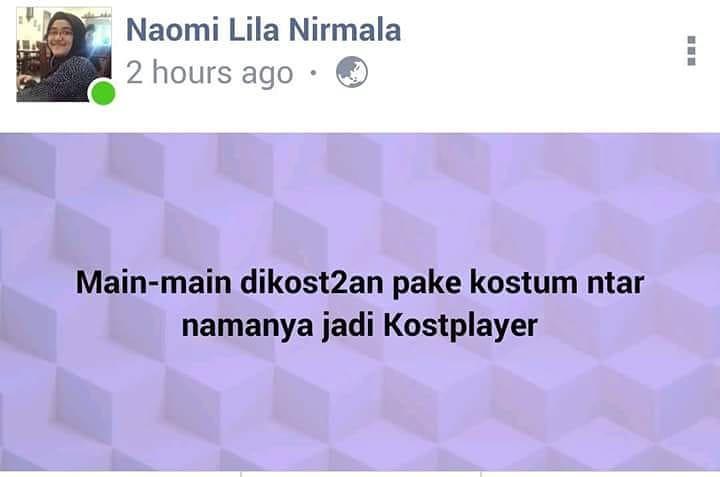 Naomi Lila Nirmala
2 hours ago ·
Main-main dikost2an pake kostum ntar
namanya jadi Kostplayer